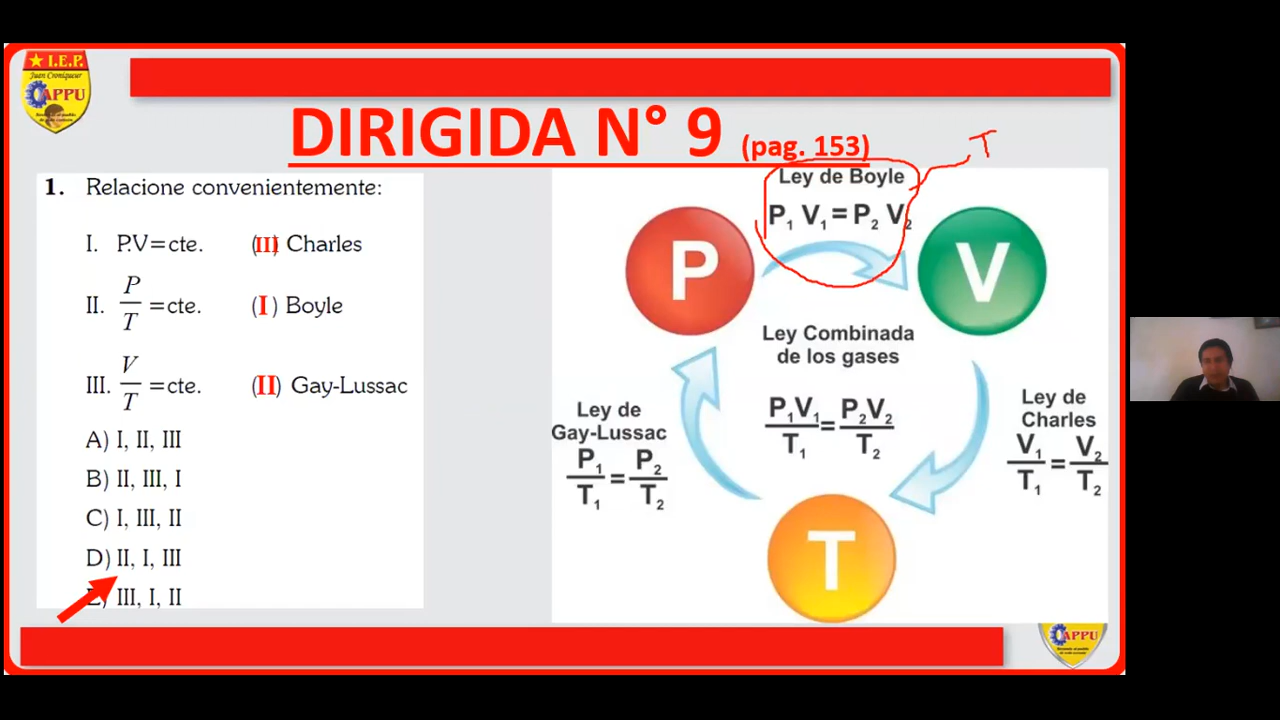 I.E.P.
Juan Croniqueur
APPU
DIRIGIDA N° 9 (pag. 153)
T
1. Relacione convenientemente:
I. P.V=cte. (III) Charles
II. P/T =cte. (I) Boyle
III. V/T =cte. (II) Gay-Lussac
A) I, II, III
B) II, III, I
C) I, III, II
D) II, I, III
E) III, I, II
Ley de Boyle
P₁ V₁ = P₂ V₂
P
V
Ley Combinada
de los gases
P₁V₁/T₁ = P₂V₂/T₂
Ley de
Gay-Lussac
P₁/T₁ = P₂/T₂
Ley de
Charles
V₁/T₁ = V₂/T₂
T
APPU